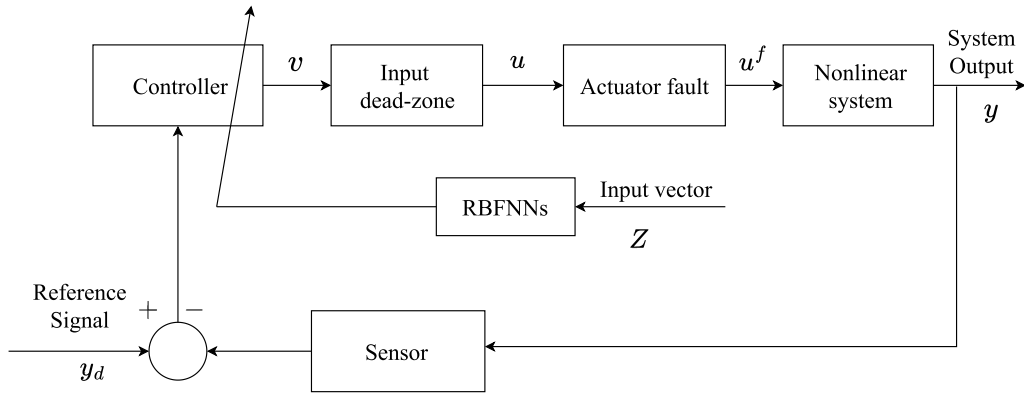 Controller
v
Input
dead-zone
u
Actuator fault
u^f
Nonlinear
system
System
Output
y
RBFNNs
Input vector
Z
Reference
Signal
+ −
y_d
Sensor